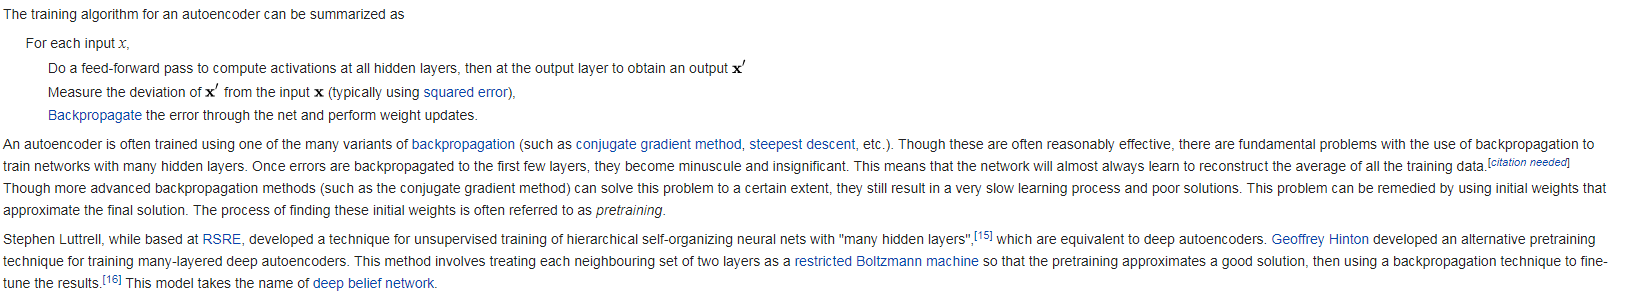 The training algorithm for an autoencoder can be summarized as
For each input x,
Do a feed-forward pass to compute activations at all hidden layers, then at the output layer to obtain an output x′
Measure the deviation of x′ from the input x (typically using squared error),
Backpropagate the error through the net and perform weight updates.
An autoencoder is often trained using one of the many variants of backpropagation (such as conjugate gradient method, steepest descent, etc.). Though these are often reasonably effective, there are fundamental problems with the use of backpropagation to
train networks with many hidden layers. Once errors are backpropagated to the first few layers, they become minuscule and insignificant. This means that the network will almost always learn to reconstruct the average of all the training data.[citation needed]
Though more advanced backpropagation methods (such as the conjugate gradient method) can solve this problem to a certain extent, they still result in a very slow learning process and poor solutions. This problem can be remedied by using initial weights that
approximate the final solution. The process of finding these initial weights is often referred to as pretraining.
Stephen Luttrell, while based at RSRE, developed a technique for unsupervised training of hierarchical self-organizing neural nets with "many hidden layers",[15] which are equivalent to deep autoencoders. Geoffrey Hinton developed an alternative pretraining
technique for training many-layered deep autoencoders. This method involves treating each neighbouring set of two layers as a restricted Boltzmann machine so that the pretraining approximates a good solution, then using a backpropagation technique to fine-
tune the results.[16] This model takes the name of deep belief network.